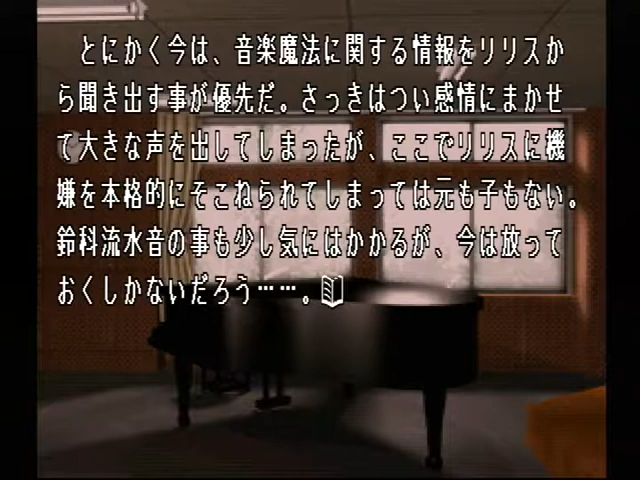 とにかく今は、音楽魔法に関する情報をリリスか
ら聞き出す事が優先だ。さっきはつい感情にまかせ
て大きな声を出してしまったが、ここでリリスに機
嫌を本格的にそこねられてしまっては元も子もない。
鈴科流水音の事も少し気にはかかるが、今は放って
おくしかないだろう……。